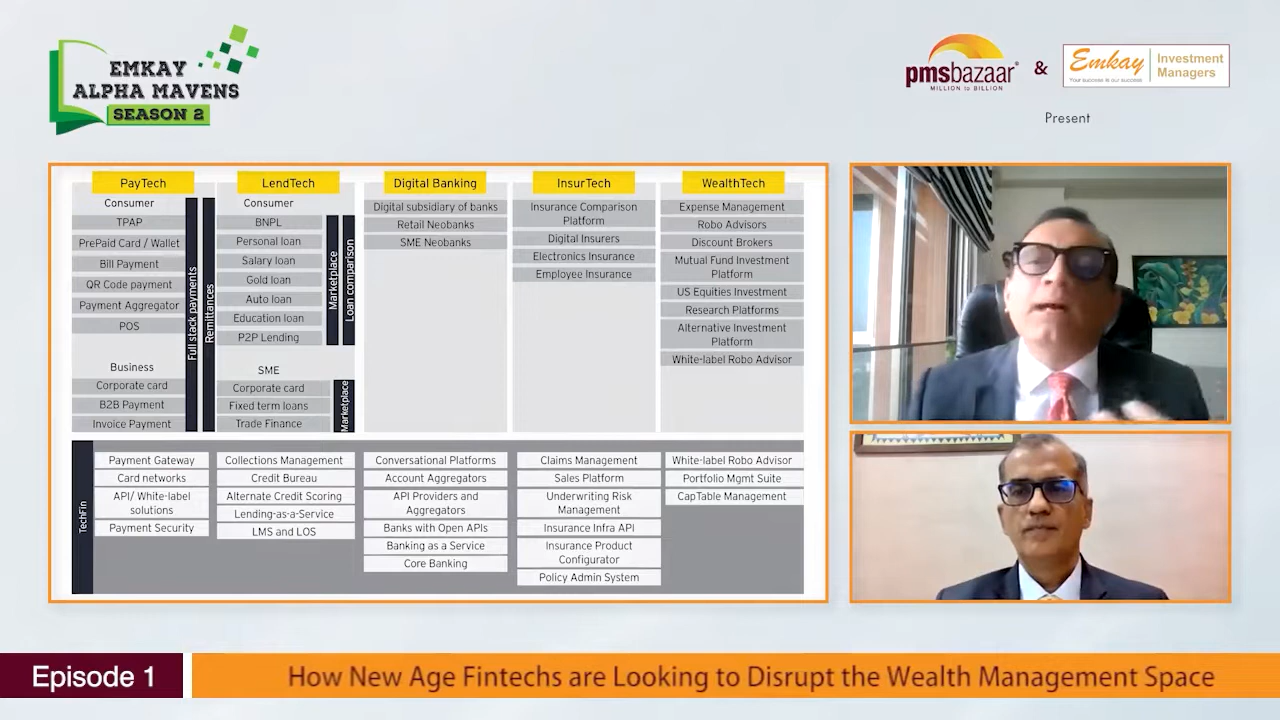 EMKAY
ALPHA MAVENS
SEASON 2
pmsbazaar
MILLION to BILLION
&
Emkay
Your success is our success
Investment
Managers
Present
PayTech
Consumer
TPAP
PrePaid Card / Wallet
Bill Payment
QR Code payment
Payment Aggregator
POS
Business
Corporate card
B2B Payment
Invoice Payment
Full stack payments
Remittances
LendTech
Consumer
BNPL
Personal loan
Salary loan
Gold loan
Auto loan
Education loan
P2P Lending
Marketplace
Loan comparison
SME
Corporate card
Fixed term loans
Trade Finance
Marketplace
Digital Banking
Digital subsidiary of banks
Retail Neobanks
SME Neobanks
InsurTech
Insurance Comparison
Platform
Digital Insurers
Electronics Insurance
Employee Insurance
WealthTech
Expense Management
Robo Advisors
Discount Brokers
Mutual Fund Investment
Platform
US Equities Investment
Research Platforms
Alternative Investment
Platform
White-label Robo Advisor
TechFin
Payment Gateway
Card networks
API/ White-label
solutions
Payment Security
Collections Management
Credit Bureau
Alternate Credit Scoring
Lending-as-a-Service
LMS and LOS
Conversational Platforms
Account Aggregators
API Providers and
Aggregators
Banks with Open APIs
Banking as a Service
Core Banking
Claims Management
Sales Platform
Underwriting Risk
Management
Insurance Infra API
Insurance Product
Configurator
Policy Admin System
White-label Robo Advisor
Portfolio Mgmt Suite
CapTable Management
Episode 1
How New Age Fintechs are Looking to Disrupt the Wealth Management Space